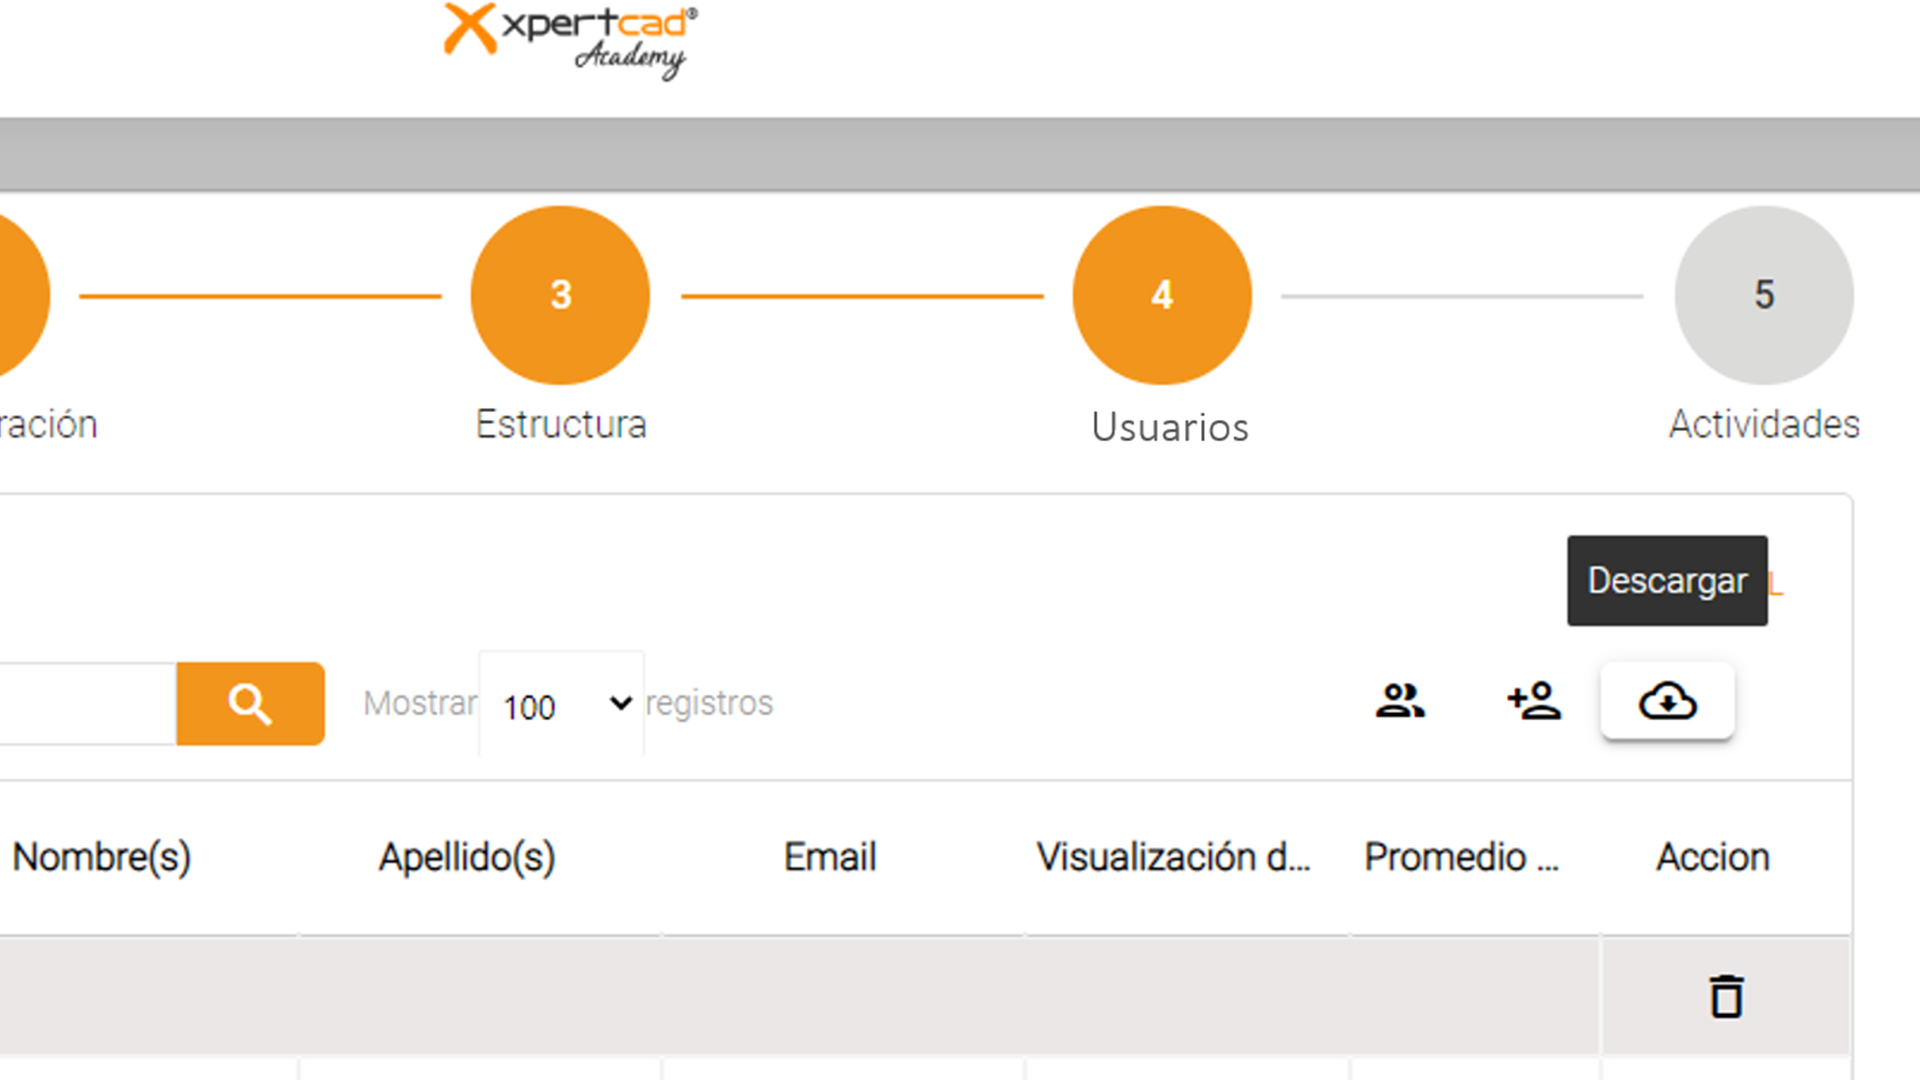 xpertcad®
Academy
3
4
5
ración
Estructura
Usuarios
Actividades
Descargar
L
Mostrar 100 registros
Nombre(s) Apellido(s) Email Visualización d... Promedio ... Accion